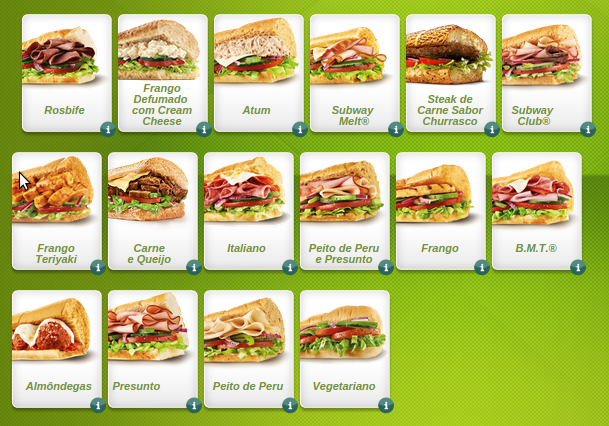 Rosbife
Frango
Defumado
com Cream
Cheese
Atum
Subway
Melt®
Steak de
Carne Sabor
Churrasco
Subway
Club®
Frango
Teriyaki
Carne
e Queijo
Italiano
Peito de Peru
e Presunto
Frango
B.M.T.®
Almôndegas
Presunto
Peito de Peru
Vegetariano